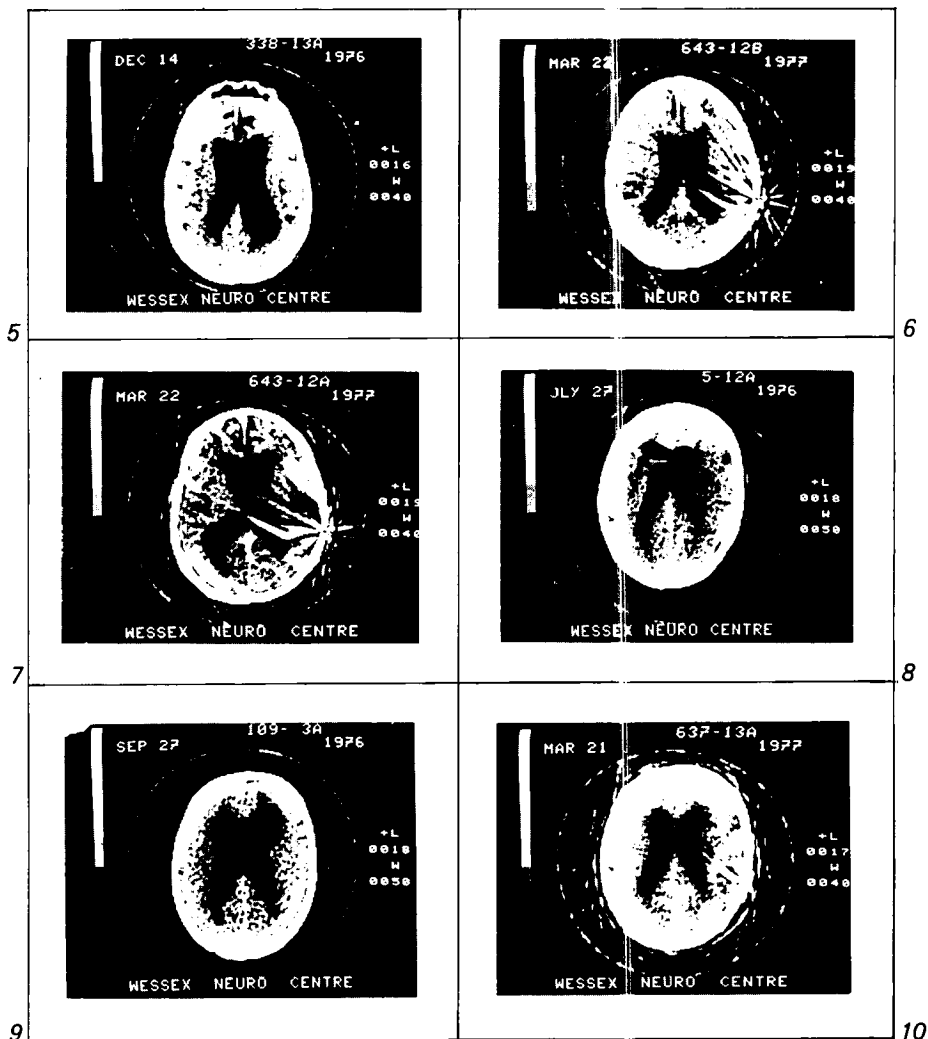 338-13A
DEC 14 1976
+L
0016
W
0040
WESSEX NEURO CENTRE
5
643-12B
MAR 22 1977
+L
0019
W
0040
WESSEX NEURO CENTRE
6
643-12A
MAR 22 1977
+L
0019
W
0040
WESSEX NEURO CENTRE
7
5-12A
JLY 27 1976
+L
0018
W
0050
WESSEX NEURO CENTRE
8
109- 3A
SEP 27 1976
+L
0018
W
0050
WESSEX NEURO CENTRE
9
637-13A
MAR 21 1977
+L
0017
W
0040
WESSEX NEURO CENTRE
10